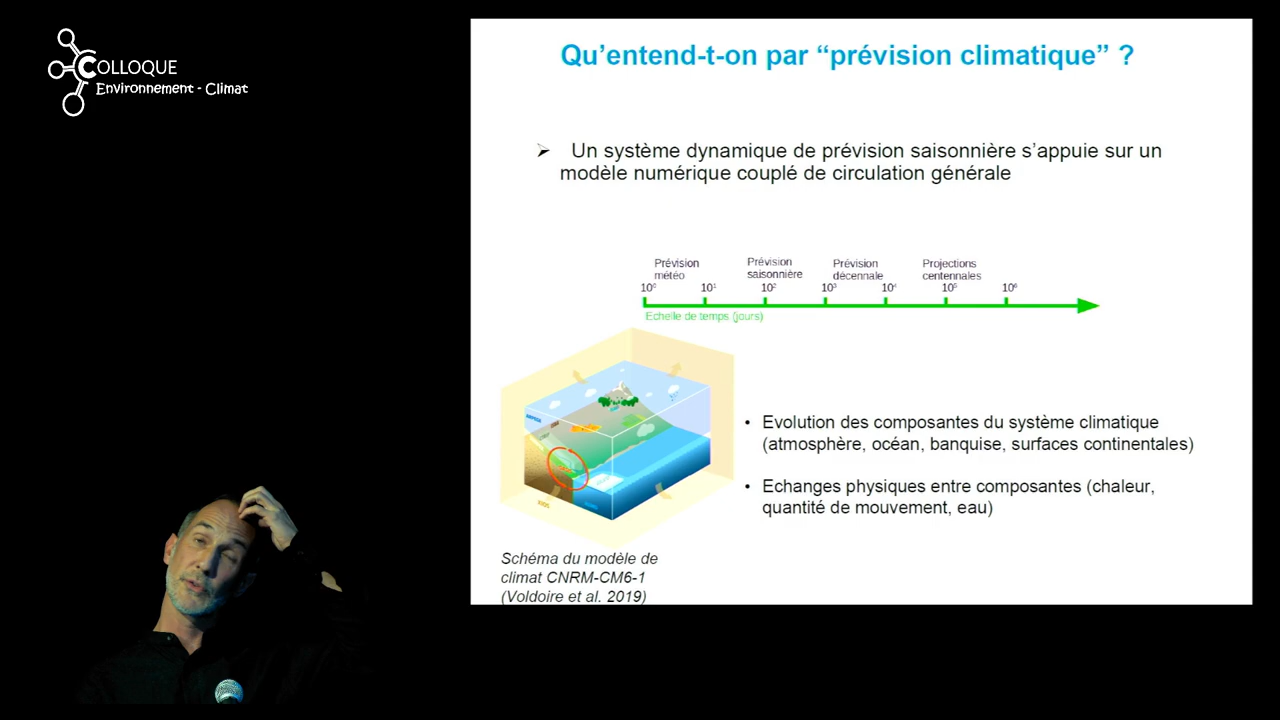 COLLOQUE
Environnement - Climat
Qu’entend-t-on par “prévision climatique” ?
➢ Un système dynamique de prévision saisonnière s’appuie sur un
modèle numérique couplé de circulation générale
Prévision
météo
Prévision
saisonnière
Prévision
décennale
Projections
centennales
10⁰ 10¹ 10² 10³ 10⁴ 10⁵ 10⁶
Echelle de temps (jours)
• Evolution des composantes du système climatique
(atmosphère, océan, banquise, surfaces continentales)
• Echanges physiques entre composantes (chaleur,
quantité de mouvement, eau)
XIOS
Schéma du modèle de
climat CNRM-CM6-1
(Voldoire et al. 2019)